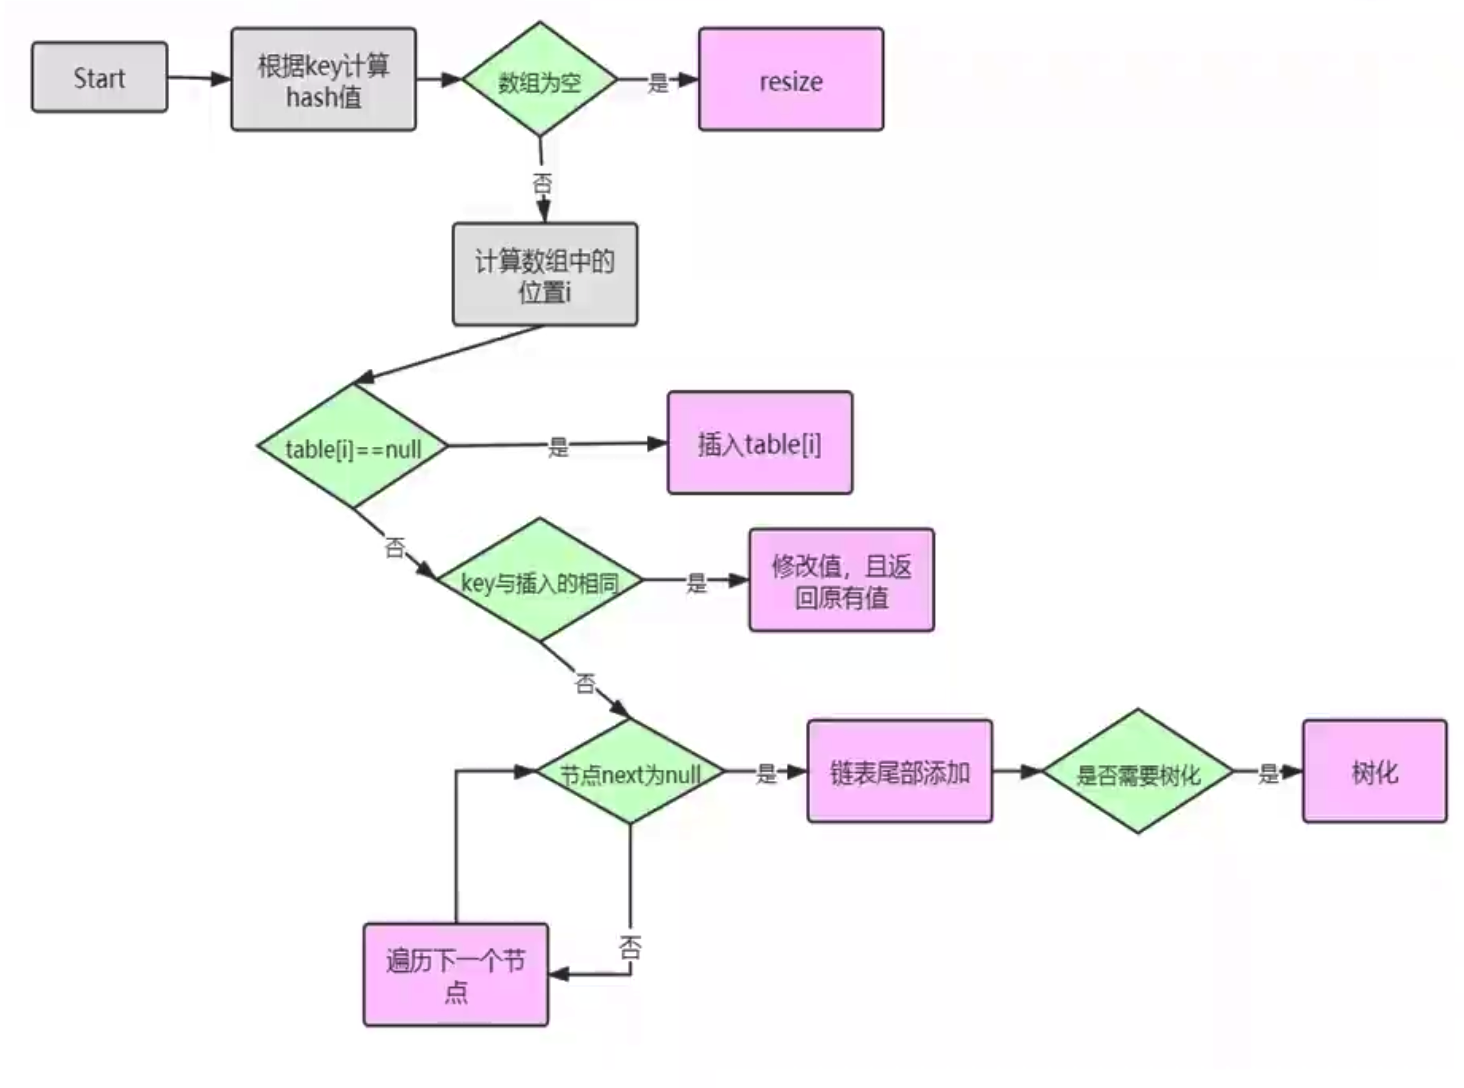 Start
根据key计算
hash值
数组为空
是
resize
否
计算数组中的
位置i
table[i]==null
是
插入table[i]
否
key与插入的相同
是
修改值，且返
回原有值
否
节点next为null
是
链表尾部添加
是否需要树化
是
树化
否
遍历下一个节
点